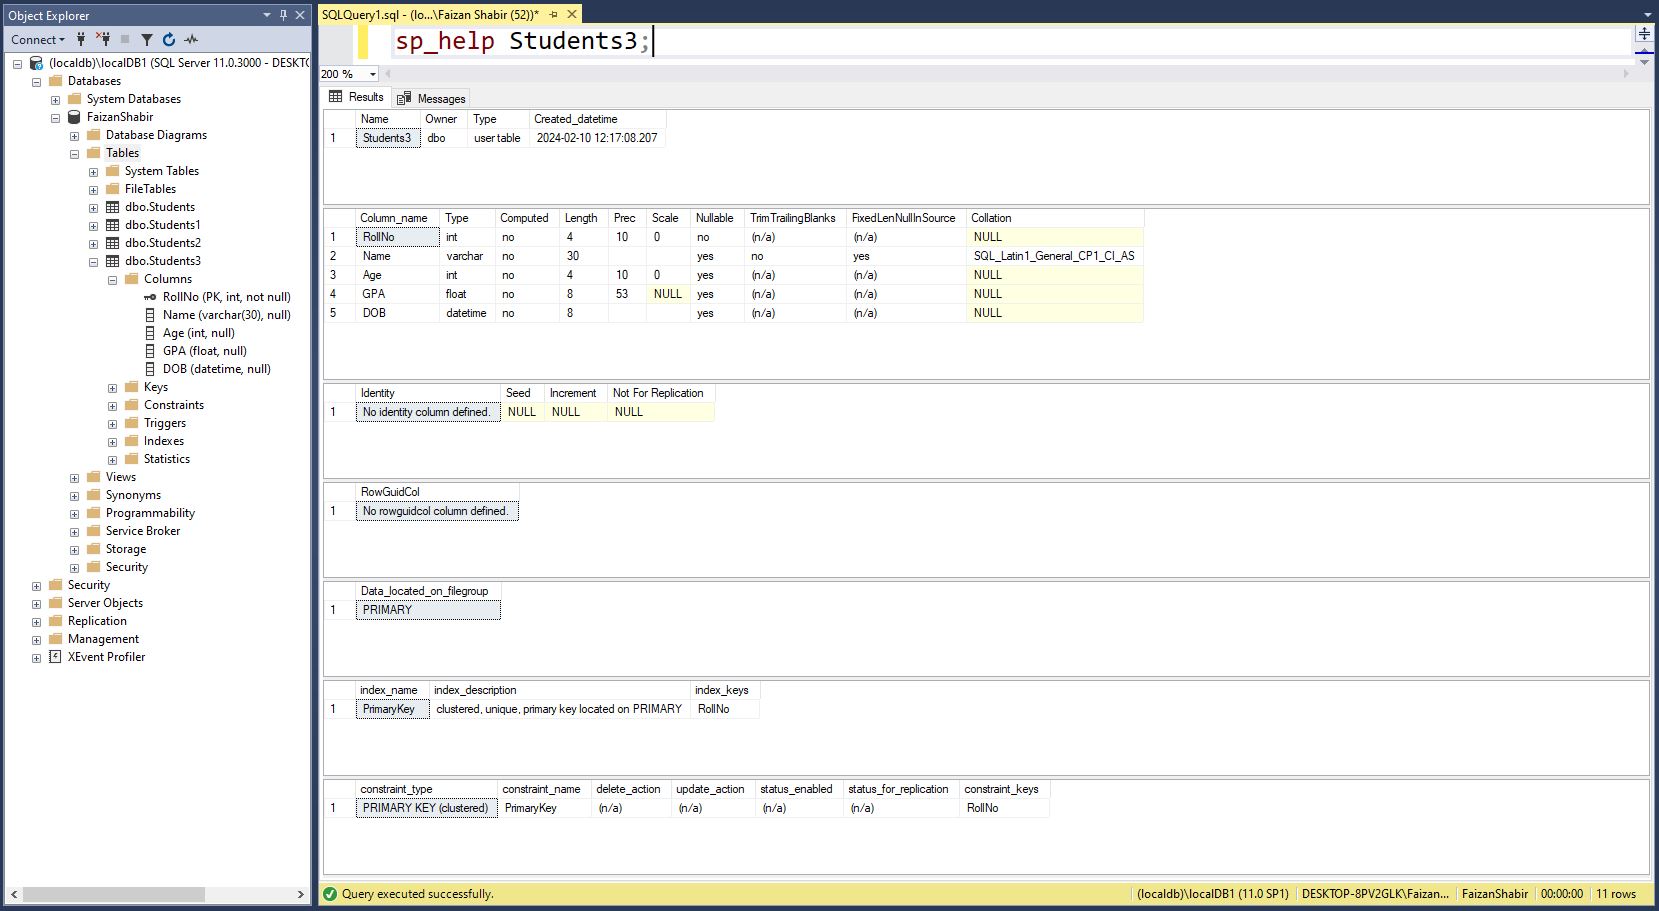 Object Explorer
Connect
(localdb)\localDB1 (SQL Server 11.0.3000 - DESKTO
Databases
System Databases
FaizanShabir
Database Diagrams
Tables
System Tables
FileTables
dbo.Students
dbo.Students1
dbo.Students2
dbo.Students3
Columns
RollNo (PK, int, not null)
Name (varchar(30), null)
Age (int, null)
GPA (float, null)
DOB (datetime, null)
Keys
Constraints
Triggers
Indexes
Statistics
Views
Synonyms
Programmability
Service Broker
Storage
Security
Security
Server Objects
Replication
Management
XEvent Profiler
SQLQuery1.sql - (lo...\Faizan Shabir (52))*
sp_help Students3;
200 %
Results Messages
Name Owner Type Created_datetime
1 Students3 dbo user table 2024-02-10 12:17:08.207
Column_name Type Computed Length Prec Scale Nullable TrimTrailingBlanks FixedLenNullInSource Collation
1 RollNo int no 4 10 0 no (n/a) (n/a) NULL
2 Name varchar no 30 yes no yes SQL_Latin1_General_CP1_CI_AS
3 Age int no 4 10 0 yes (n/a) (n/a) NULL
4 GPA float no 8 53 NULL yes (n/a) (n/a) NULL
5 DOB datetime no 8 yes (n/a) (n/a) NULL
Identity Seed Increment Not For Replication
1 No identity column defined. NULL NULL NULL
RowGuidCol
1 No rowguidcol column defined.
Data_located_on_filegroup
1 PRIMARY
index_name index_description index_keys
1 PrimaryKey clustered, unique, primary key located on PRIMARY RollNo
constraint_type constraint_name delete_action update_action status_enabled status_for_replication constraint_keys
1 PRIMARY KEY (clustered) PrimaryKey (n/a) (n/a) (n/a) (n/a) RollNo
Query executed successfully. (localdb)\localDB1 (11.0 SP1) DESKTOP-8PV2GLK\Faizan... FaizanShabir 00:00:00 11 rows